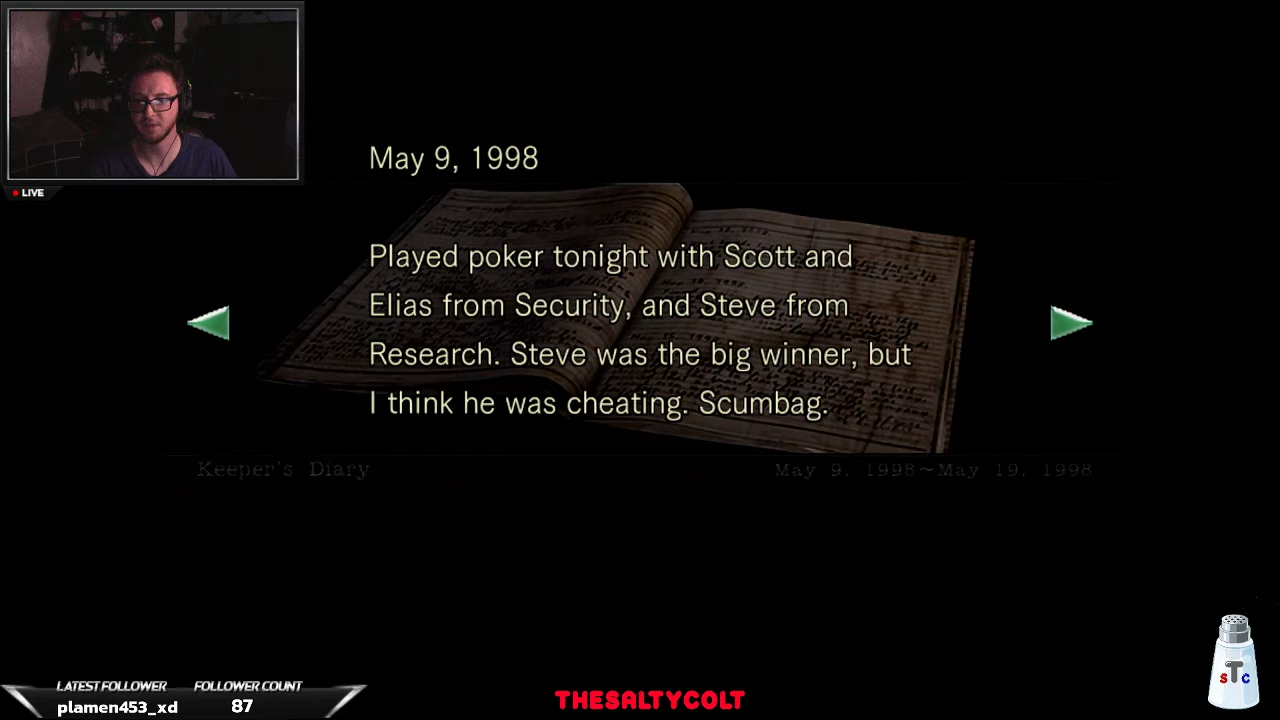 LIVE
May 9, 1998
Played poker tonight with Scott and
Elias from Security, and Steve from
Research. Steve was the big winner, but
I think he was cheating. Scumbag.
Keeper's Diary
May 9. 1998~May 19. 1998
LATEST FOLLOWER
FOLLOWER COUNT
plamen453_xd
87
THESALTYCOLT
STC